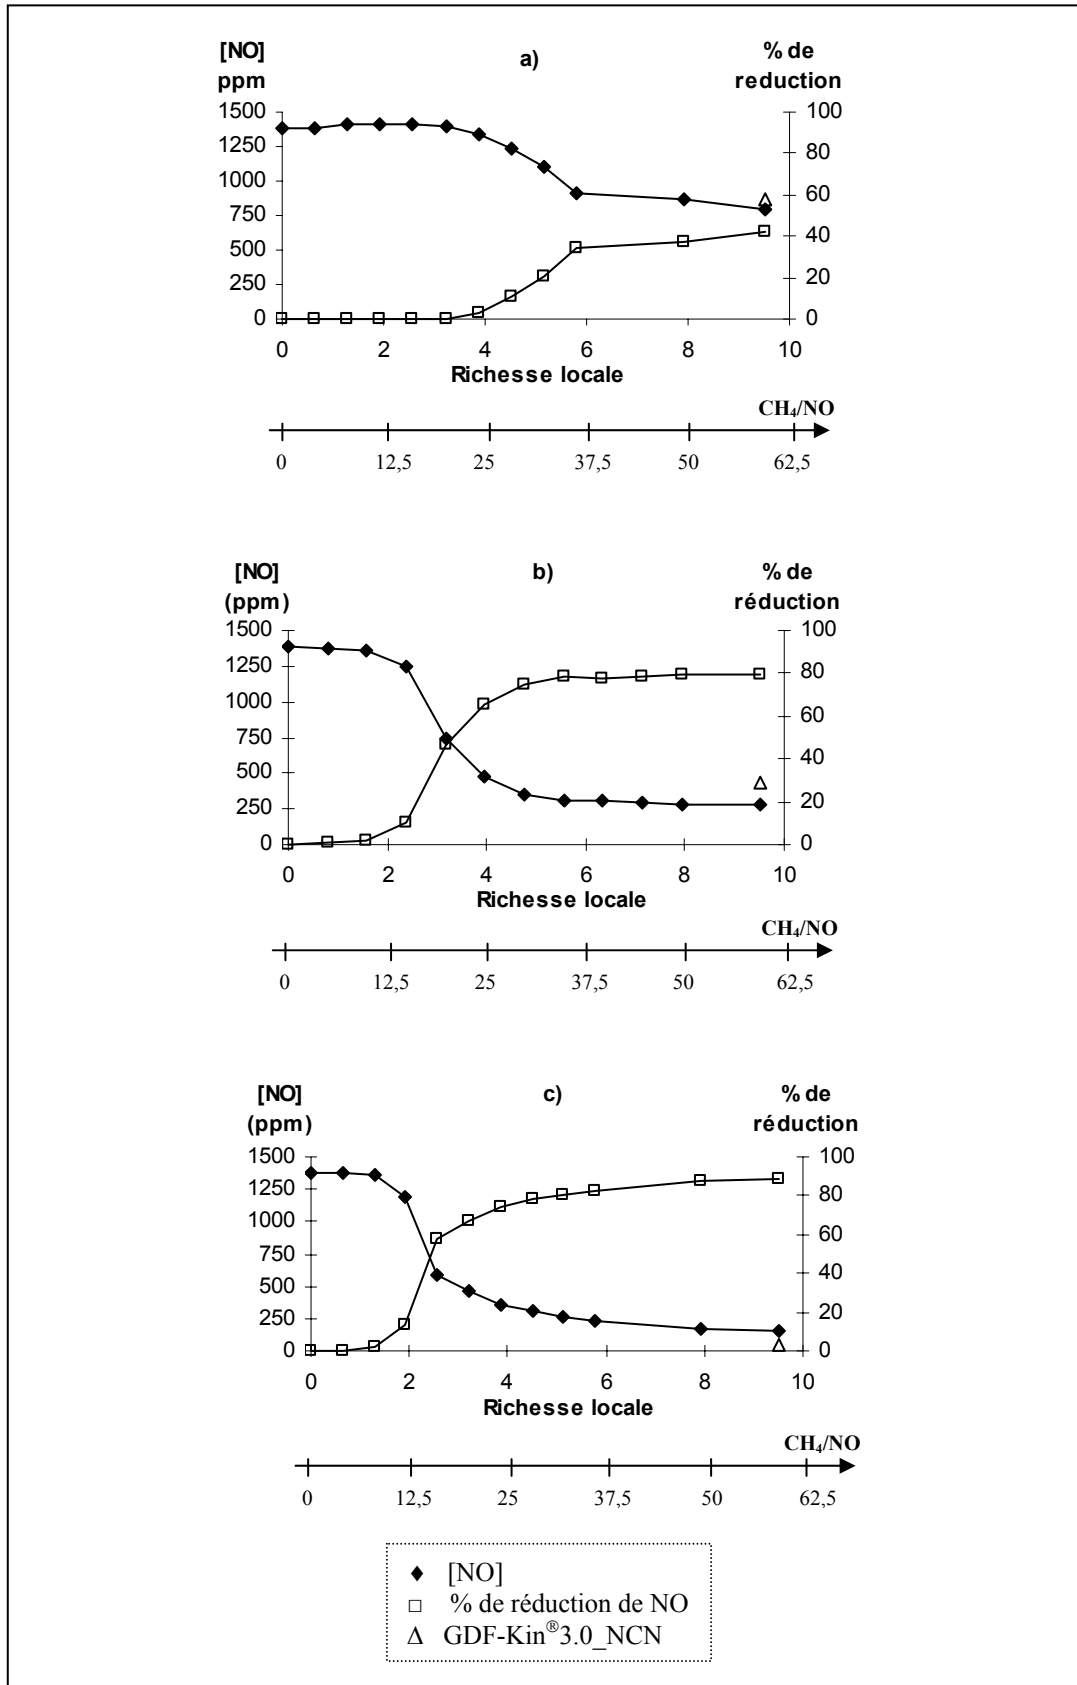 [NO] a) % de
ppm reduction
1500 100
1250 80
1000 60
750 40
500 20
250 0
0
0 2 4 6 8 10
Richesse locale
CH₄/NO
0 12,5 25 37,5 50 62,5
[NO] b) % de
(ppm) réduction
1500 100
1250 80
1000 60
750 40
500 20
250 0
0
0 2 4 6 8 10
Richesse locale
CH₄/NO
0 12,5 25 37,5 50 62,5
[NO] c) % de
(ppm) réduction
1500 100
1250 80
1000 60
750 40
500 20
250 0
0
0 2 4 6 8 10
Richesse locale
CH₄/NO
0 12,5 25 37,5 50 62,5
[NO]
% de réduction de NO
GDF-Kin®3.0_NCN